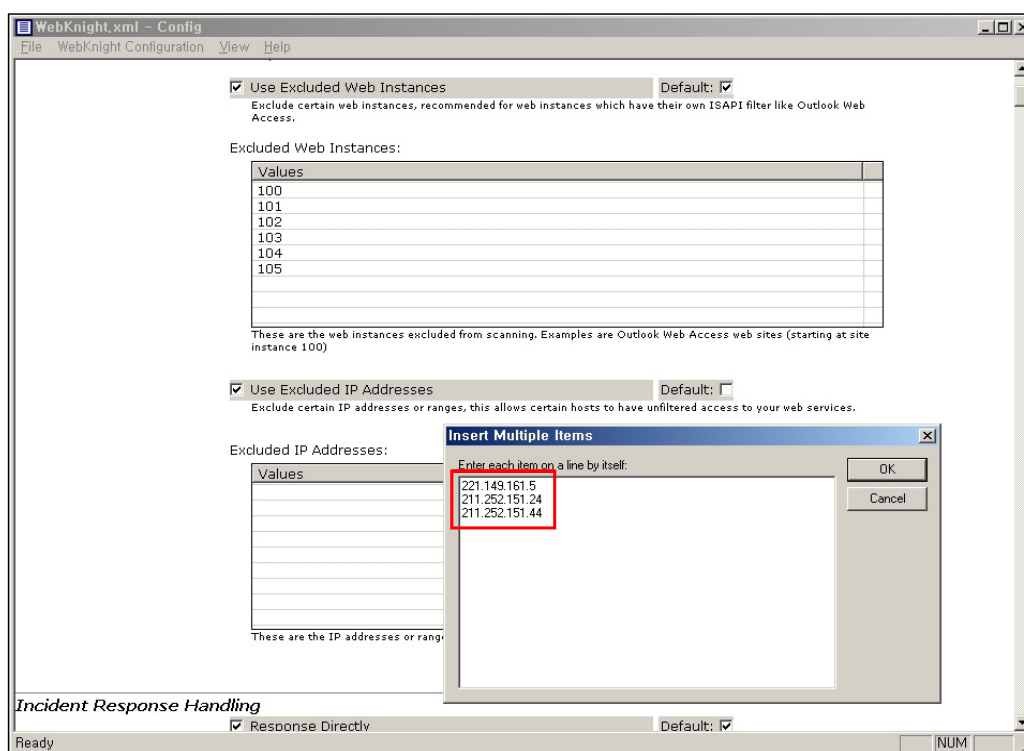 WebKnight.xml - Config
File WebKnight Configuration View Help
Use Excluded Web Instances Default:
Exclude certain web instances, recommended for web instances which have their own ISAPI filter like Outlook Web
Access.
Excluded Web Instances:
Values
100
101
102
103
104
105
These are the web instances excluded from scanning. Examples are Outlook Web Access web sites (starting at site
instance 100)
Use Excluded IP Addresses Default:
Exclude certain IP addresses or ranges, this allows certain hosts to have unfiltered access to your web services.
Excluded IP Addresses:
Values
These are the IP addresses or rang
Insert Multiple Items
Enter each item on a line by itself:
221.149.161.5
211.252.151.24
211.252.151.44
OK
Cancel
Incident Response Handling
Response Directly Default:
Ready NUM